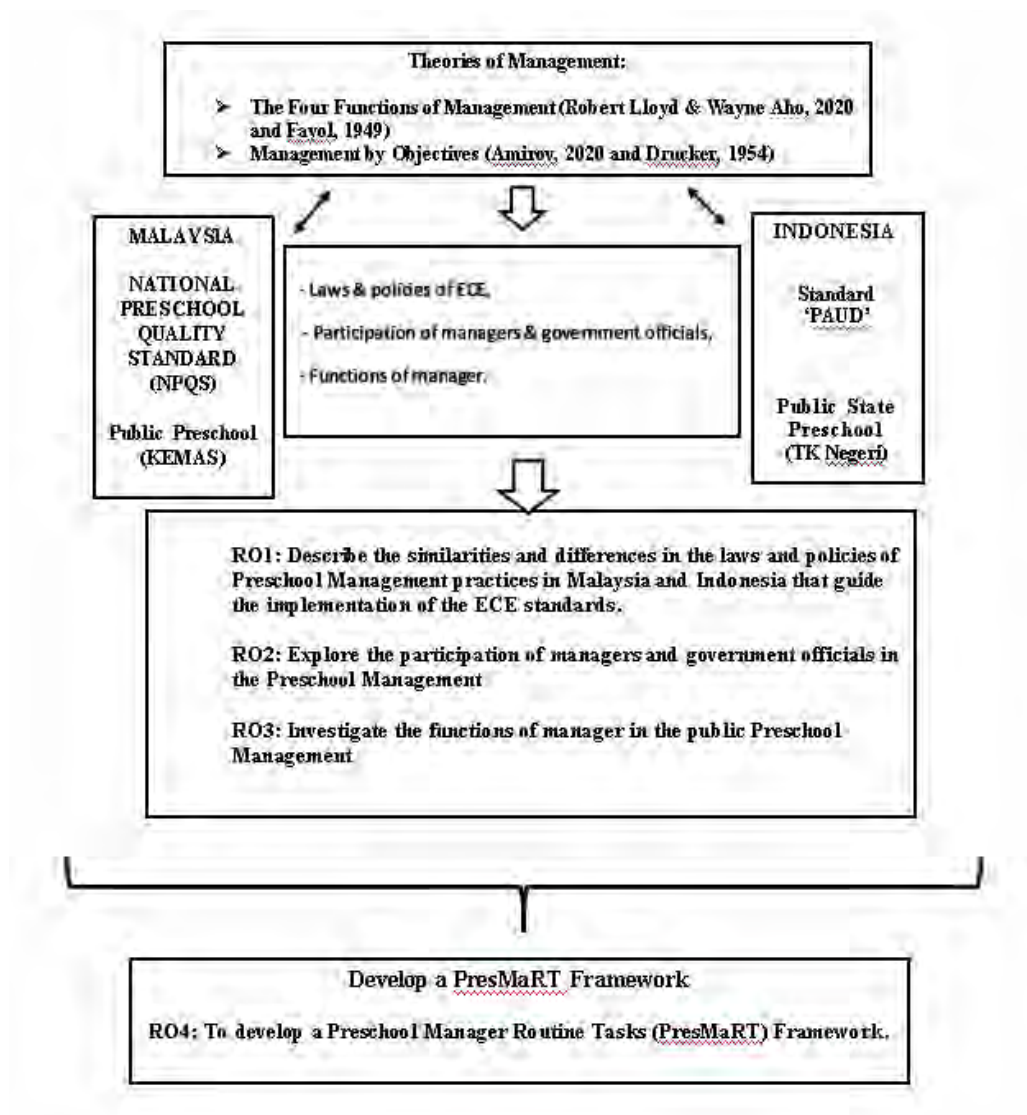 Theories of Management:
➤ The Four Functions of Management (Robert Lloyd & Wayne Aho, 2020
and Fayol, 1949)
➤ Management by Objectives (Amirov, 2020 and Drucker, 1954)
MALAYSIA
NATIONAL
PRESCHOOL
QUALITY
STANDARD
(NPQS)
Public Preschool
(KEMAS)
- Laws & policies of ECE,
- Participation of managers & government officials,
- Functions of manager.
INDONESIA
Standard
‘PAUD’
Public State
Preschool
(TK Negeri)
RO1: Describe the similarities and differences in the laws and policies of
Preschool Management practices in Malaysia and Indonesia that guide
the implementation of the ECE standards.
RO2: Explore the participation of managers and government officials in
the Preschool Management
RO3: Investigate the functions of manager in the public Preschool
Management
Develop a PresMaRT Framework
RO4: To develop a Preschool Manager Routine Tasks (PresMaRT) Framework.